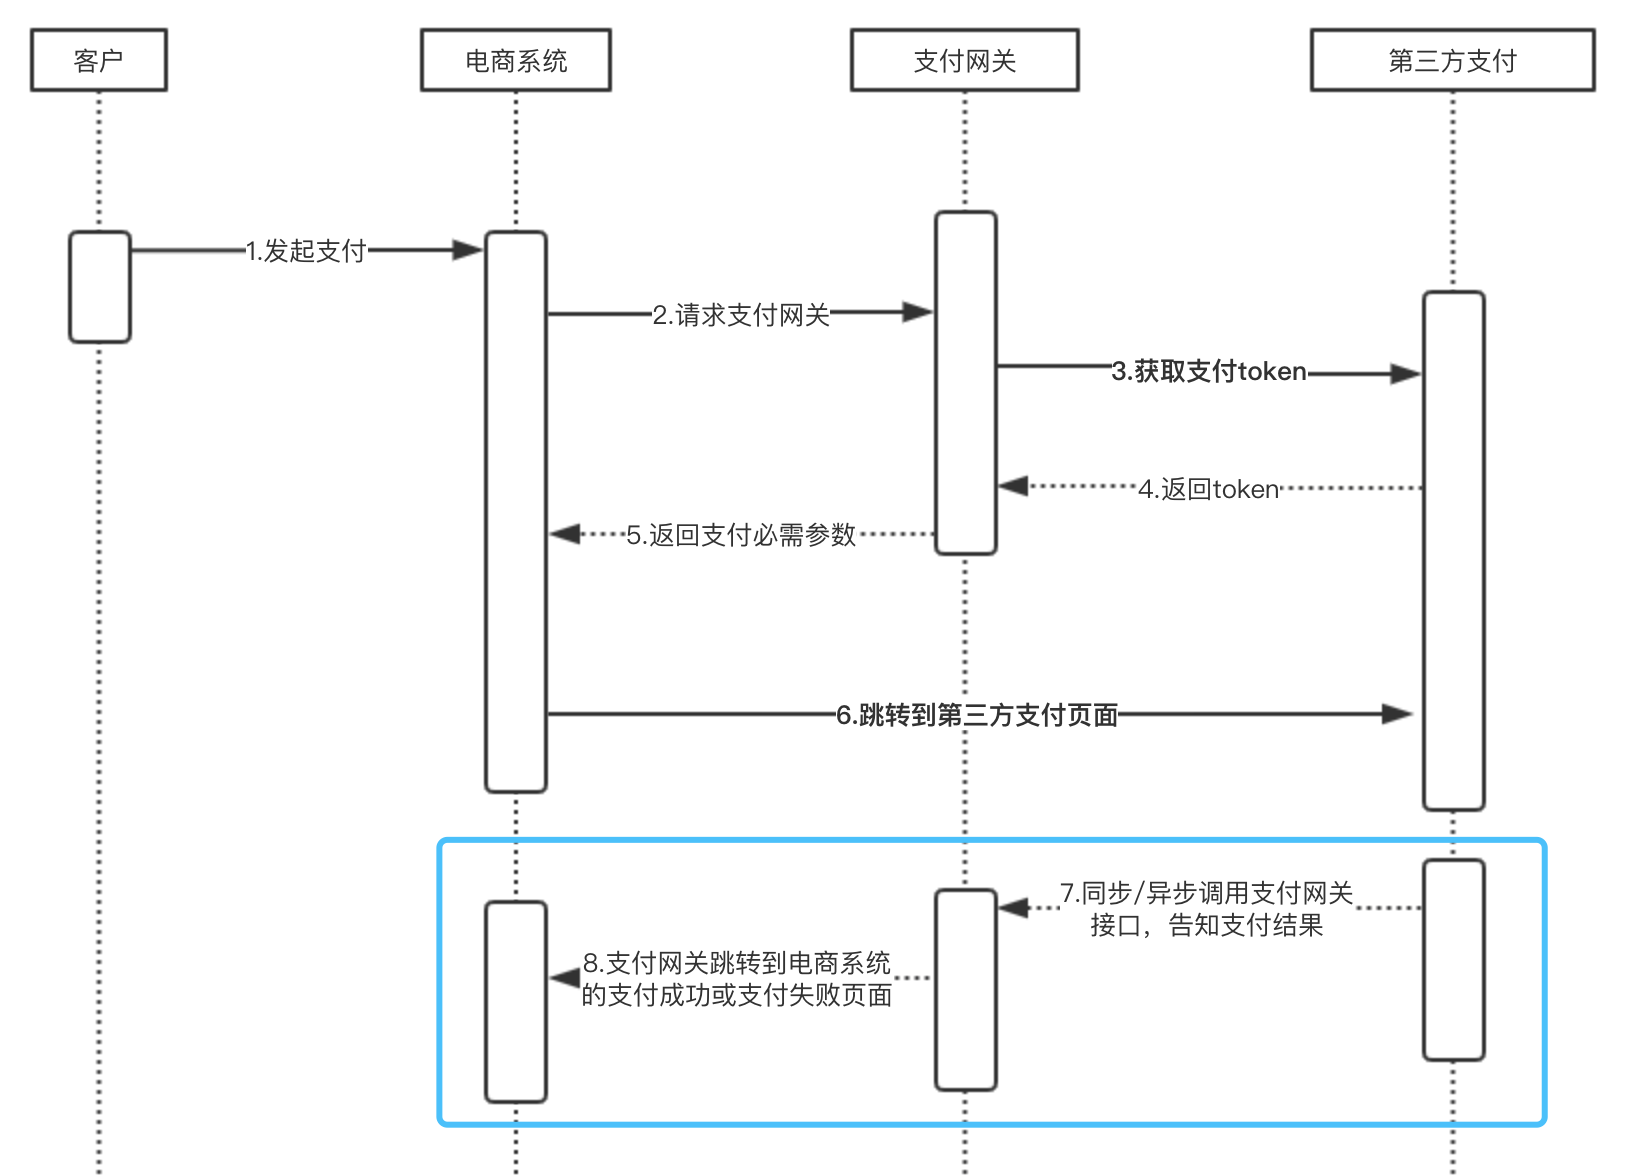 客户
电商系统
支付网关
第三方支付
1.发起支付
2.请求支付网关
3.获取支付token
4.返回token
5.返回支付必需参数
6.跳转到第三方支付页面
7.同步/异步调用支付网关
接口，告知支付结果
8.支付网关跳转到电商系统
的支付成功或支付失败页面